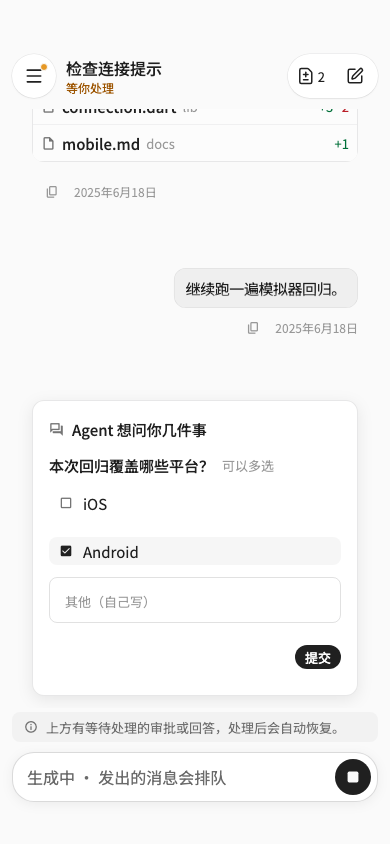 检查连接提示
等你处理
2
connection.dart lib +3 -2
mobile.md docs +1
2025年6月18日
继续跑一遍模拟器回归。
2025年6月18日
Agent 想问你几件事
本次回归覆盖哪些平台？ 可以多选
iOS
Android
其他（自己写）
提交
上方有等待处理的审批或回答，处理后会自动恢复。
生成中 · 发出的消息会排队